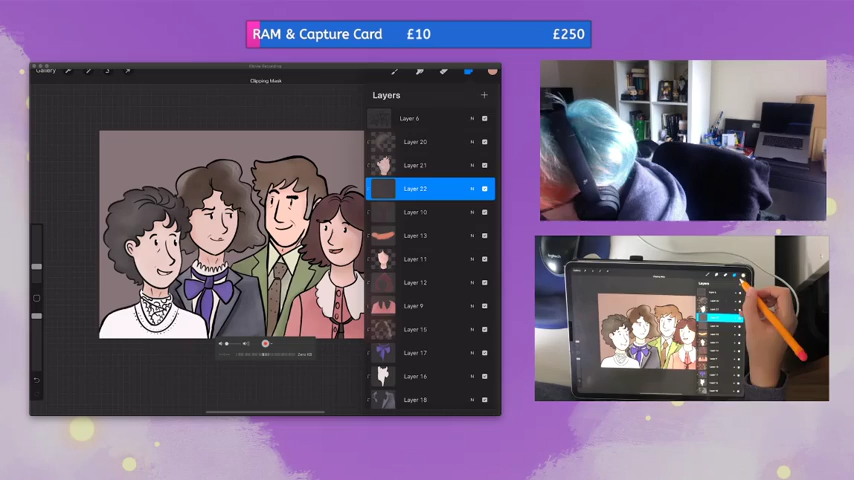 RAM & Capture Card £10 £250
Gallery
Clipping Mask
Layers
Layer 6 N
Layer 20 N
Layer 21 N
Layer 22 N
Layer 10 N
Layer 13 N
Layer 11 N
Layer 12 N
Layer 9 N
Layer 15 N
Layer 17 N
Layer 16 N
Layer 18 N
Layers